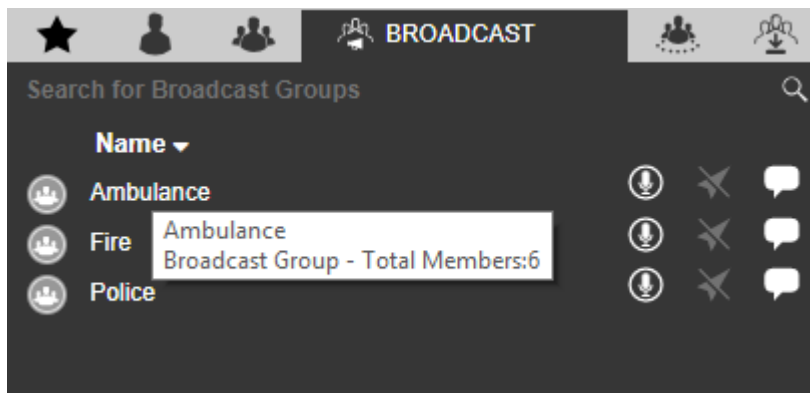 BROADCAST
Search for Broadcast Groups
Name
Ambulance
Ambulance
Broadcast Group - Total Members:6
Fire
Police